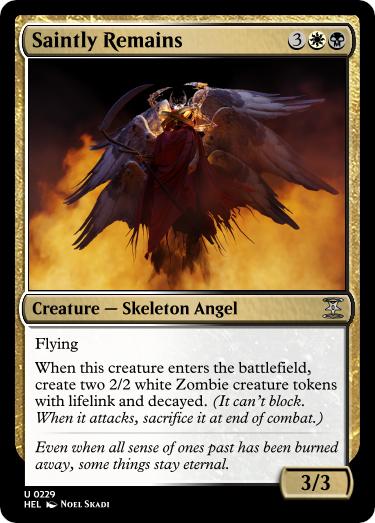 Saintly Remains 3
Creature — Skeleton Angel
Flying
When this creature enters the battlefield,
create two 2/2 white Zombie creature tokens
with lifelink and decayed. (It can't block.
When it attacks, sacrifice it at end of combat.)
Even when all sense of ones past has been burned
away, some things stay eternal.
3/3
U 0229
HEL Noel Skadi